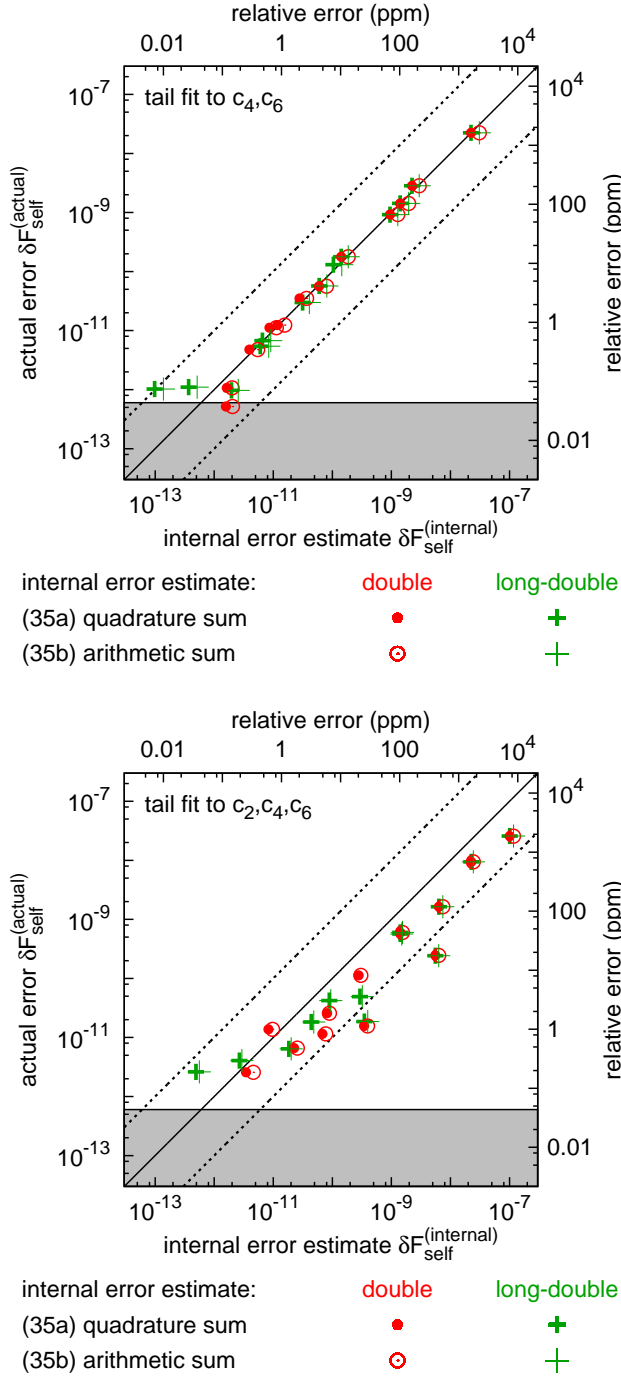 relative error (ppm)
0.01 1 100 10^4
tail fit to c_4,c_6
10^-7
10^-9
10^-11
10^-13
actual error δF_self^(actual)
10^4
100
1
0.01
relative error (ppm)
10^-13 10^-11 10^-9 10^-7
internal error estimate δF_self^(internal)
internal error estimate: double long-double
(35a) quadrature sum
(35b) arithmetic sum
relative error (ppm)
0.01 1 100 10^4
tail fit to c_2,c_4,c_6
10^-7
10^-9
10^-11
10^-13
actual error δF_self^(actual)
10^4
100
1
0.01
relative error (ppm)
10^-13 10^-11 10^-9 10^-7
internal error estimate δF_self^(internal)
internal error estimate: double long-double
(35a) quadrature sum
(35b) arithmetic sum